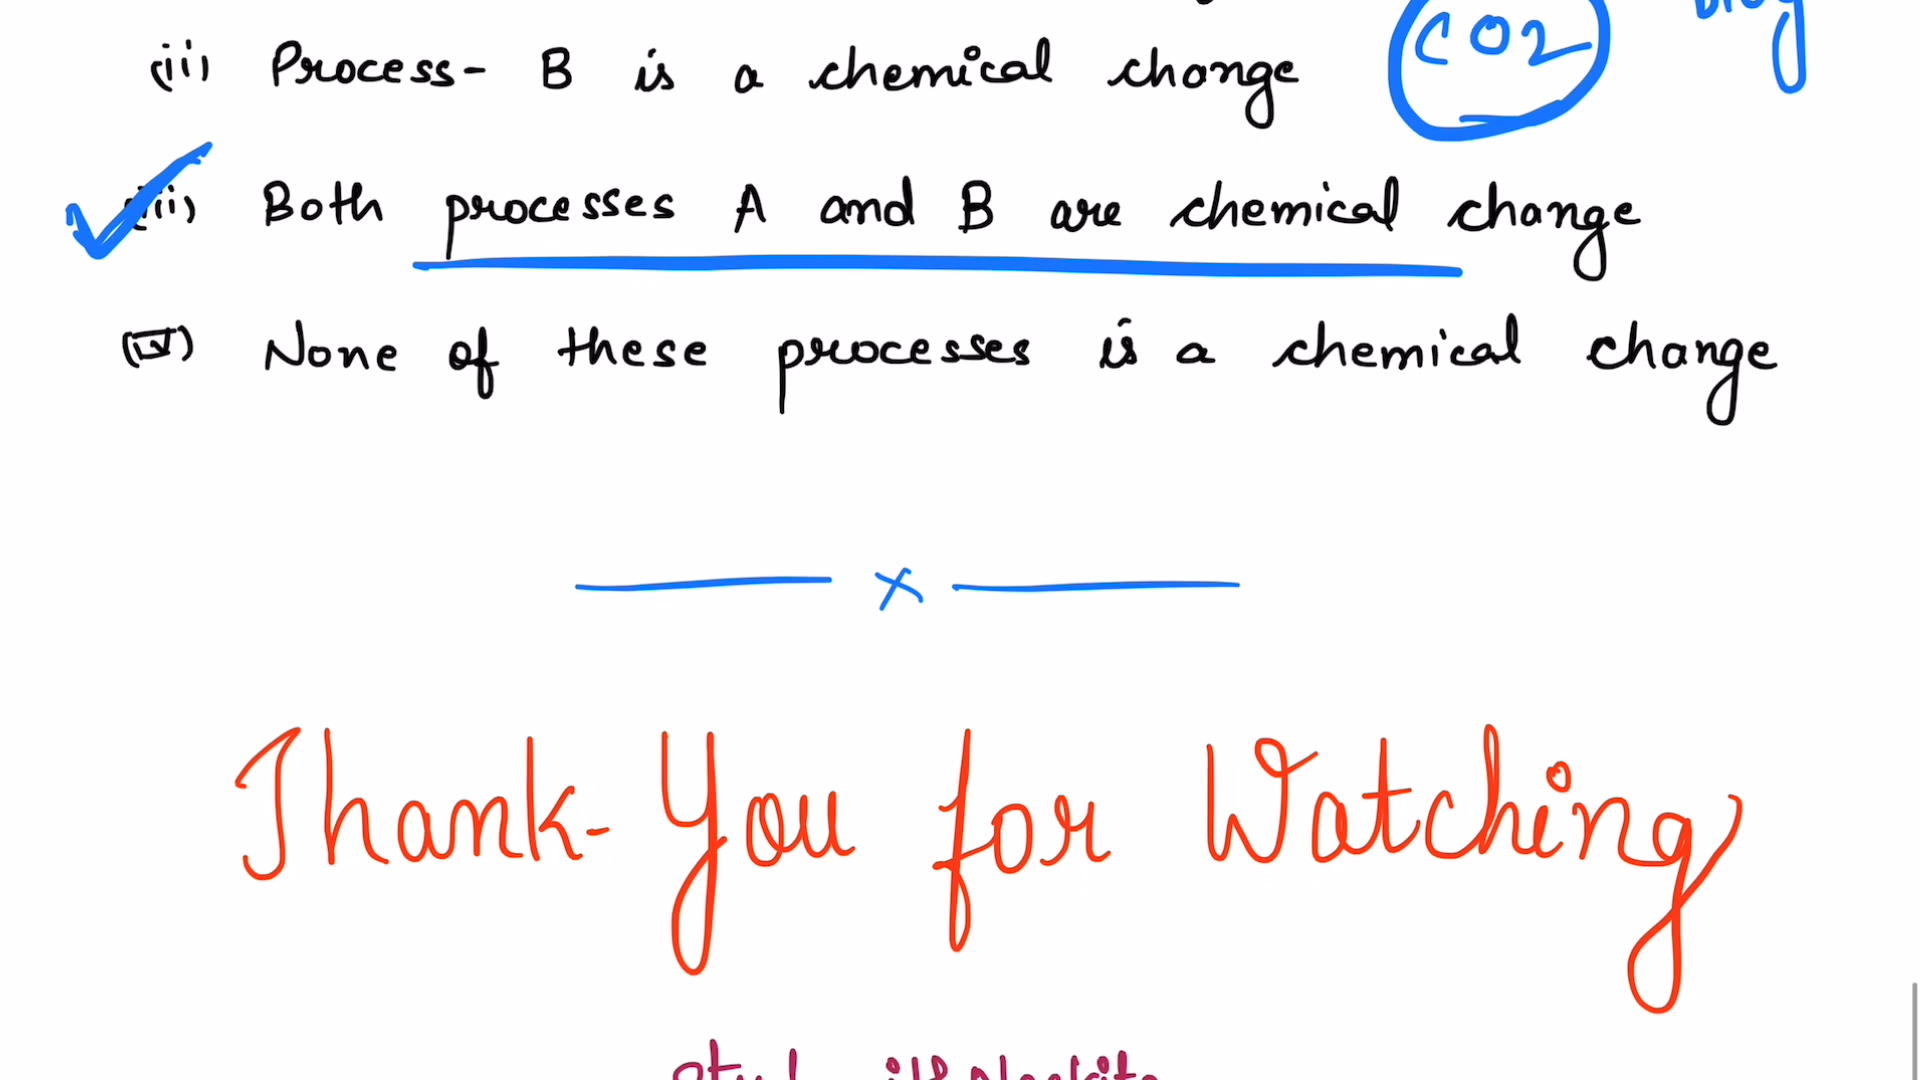 (ii) Process- B is a chemical change CO2
(iii) Both processes A and B are chemical change
(iv) None of these processes is a chemical change
x
Thank-You for Watching